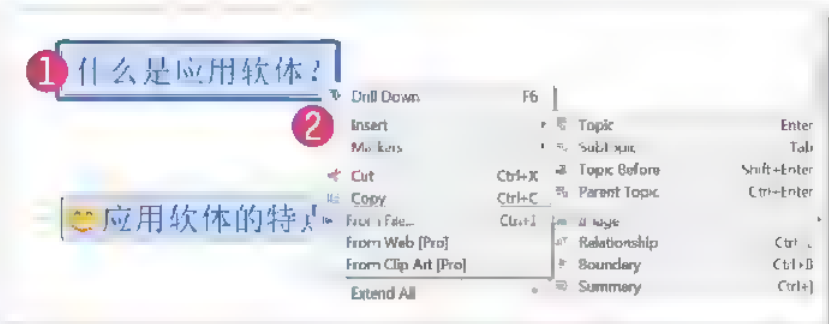 1 什么是应用软体?
Drill Down F6
2 Insert
Markers
Cut Ctrl+X
Copy Ctrl+C
From File... Ctrl+I
From Web [Pro]
From Clip Art [Pro]
Extend All
Topic Enter
Subtopic Tab
Topic Before Shift+Enter
Parent Topic Ctrl+Enter
Image
Relationship
Boundary Ctrl+B
Summary Ctrl+]
应用软体的特